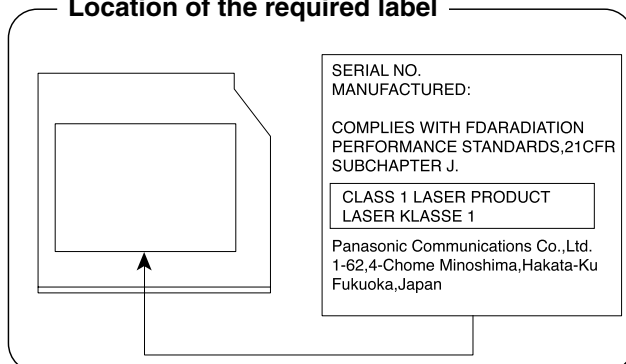 Location of the required label
SERIAL NO.
MANUFACTURED:
COMPLIES WITH FDARADIATION
PERFORMANCE STANDARDS,21CFR
SUBCHAPTER J.
CLASS 1 LASER PRODUCT
LASER KLASSE 1
Panasonic Communications Co.,Ltd.
1-62,4-Chome Minoshima,Hakata-Ku
Fukuoka,Japan